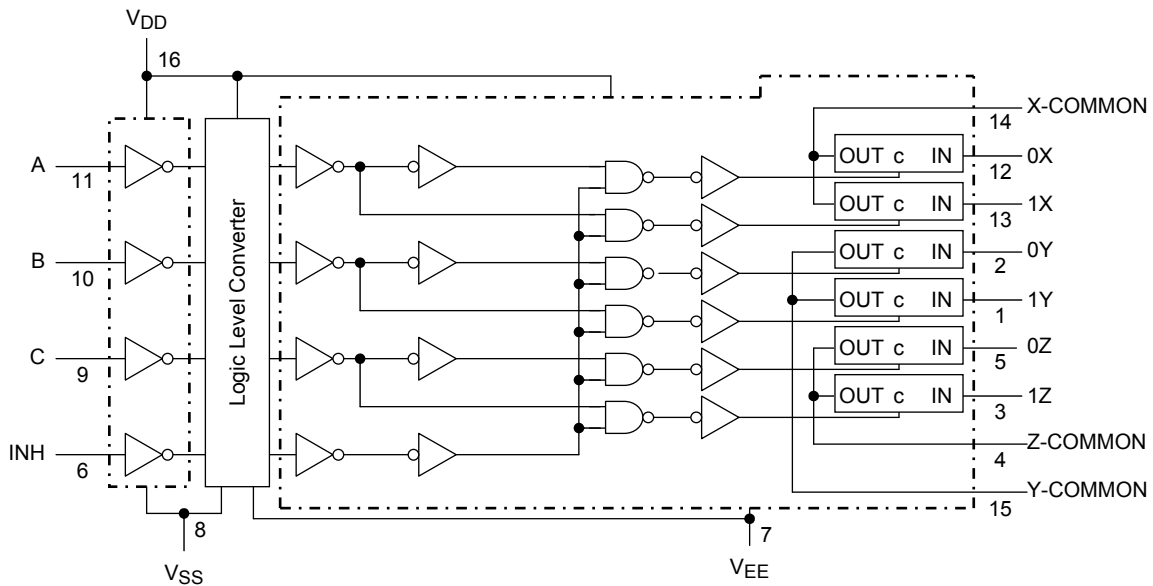 VDD
16
X-COMMON
14
A
11
OUT c IN
0X
12
OUT c IN
1X
13
B
10
Logic Level Converter
OUT c IN
0Y
2
OUT c IN
1Y
1
C
9
OUT c IN
0Z
5
OUT c IN
1Z
3
INH
6
Z-COMMON
4
Y-COMMON
15
8
7
VSS
VEE